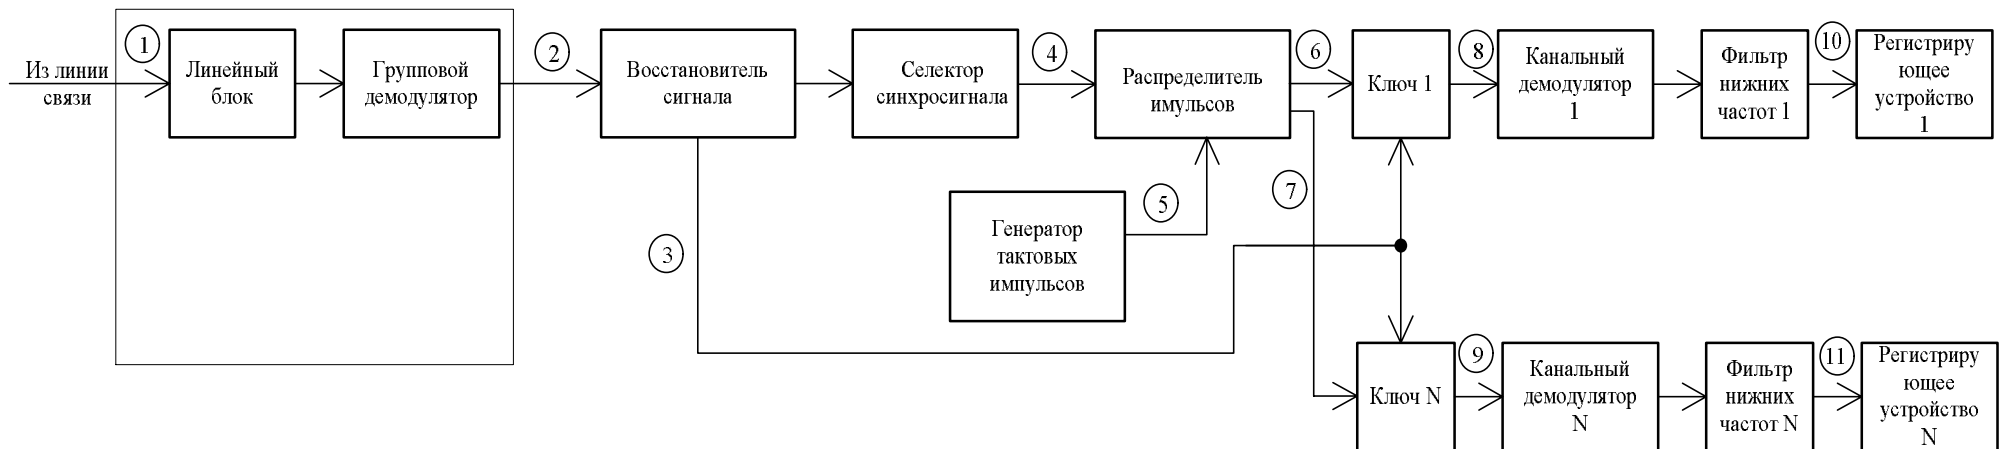 Из линии
связи
1
Линейный
блок
Групповой
демодулятор
2
Восстановитель
сигнала
Селектор
синхросигнала
4
Распределитель
имульсов
6
Ключ 1
8
Канальный
демодулятор
1
Фильтр
нижних
частот 1
10
Регистриру
ющее
устройство
1
3
Генератор
тактовых
импульсов
5
7
Ключ N
9
Канальный
демодулятор
N
Фильтр
нижних
частот N
11
Регистриру
ющее
устройство
N